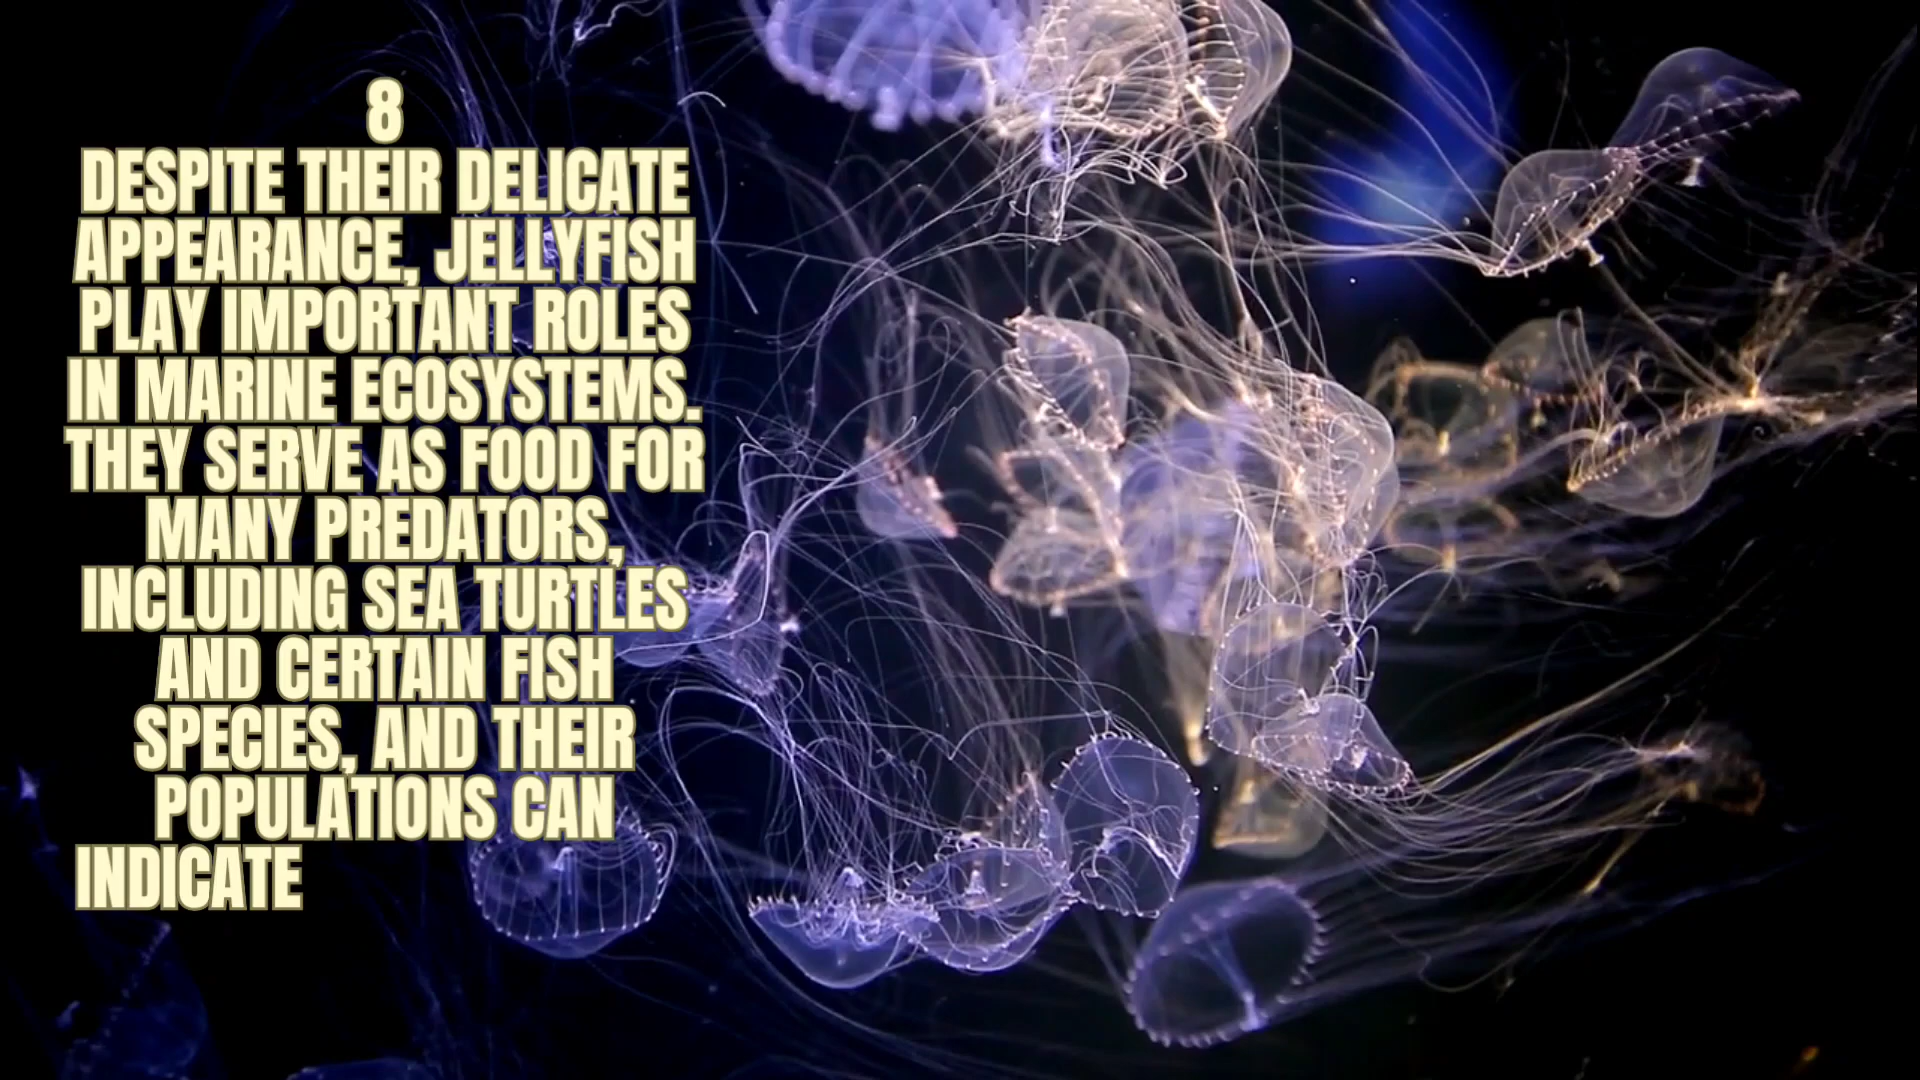 8
DESPITE THEIR DELICATE
APPEARANCE, JELLYFISH
PLAY IMPORTANT ROLES
IN MARINE ECOSYSTEMS.
THEY SERVE AS FOOD FOR
MANY PREDATORS,
INCLUDING SEA TURTLES
AND CERTAIN FISH
SPECIES, AND THEIR
POPULATIONS CAN
INDICATE